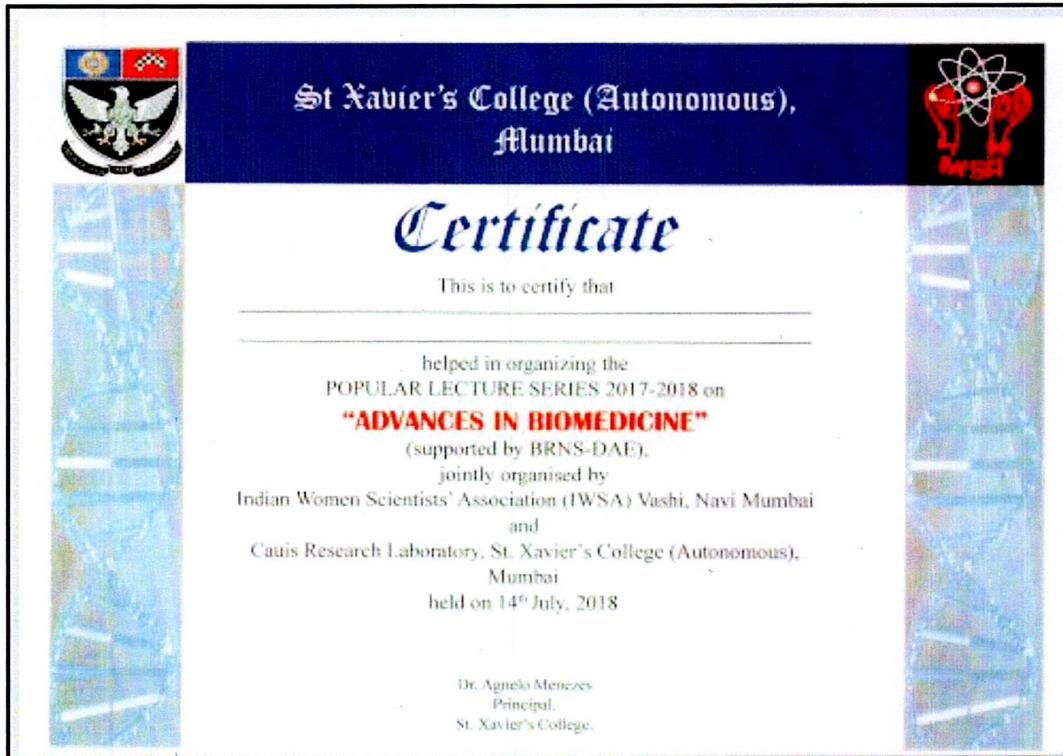 St Xavier's College (Autonomous),
Mumbai
IWSA
Certificate
This is to certify that
helped in organizing the
POPULAR LECTURE SERIES 2017-2018 on
"ADVANCES IN BIOMEDICINE"
(supported by BRNS-DAE),
jointly organised by
Indian Women Scientists' Association (IWSA) Vashi, Navi Mumbai
and
Cauis Research Laboratory, St. Xavier's College (Autonomous),
Mumbai
held on 14th July, 2018
Dr. Agnelo Menezes
Principal,
St. Xavier's College.